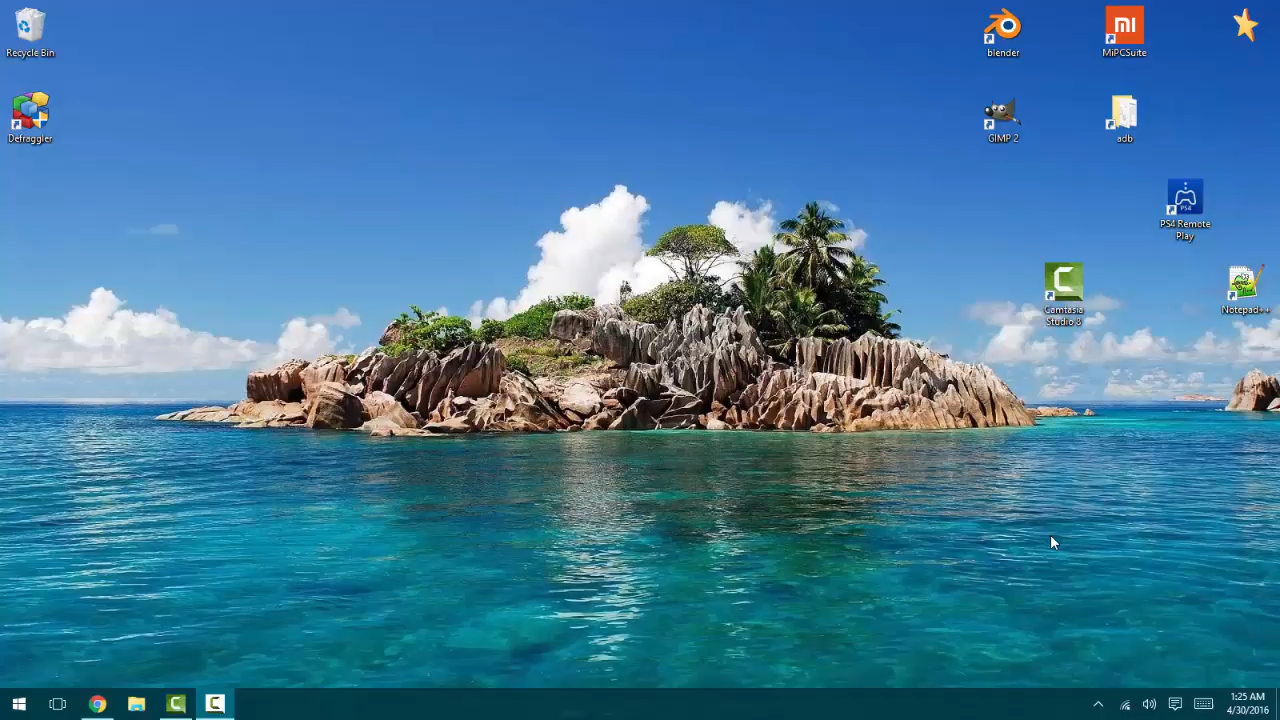 Recycle Bin
Defraggler
blender
MiPCSuite
GIMP 2
adb
PS4
PS4 Remote
Play
Camtasia
Studio 8
Notepad++
1:25 AM
4/30/2016